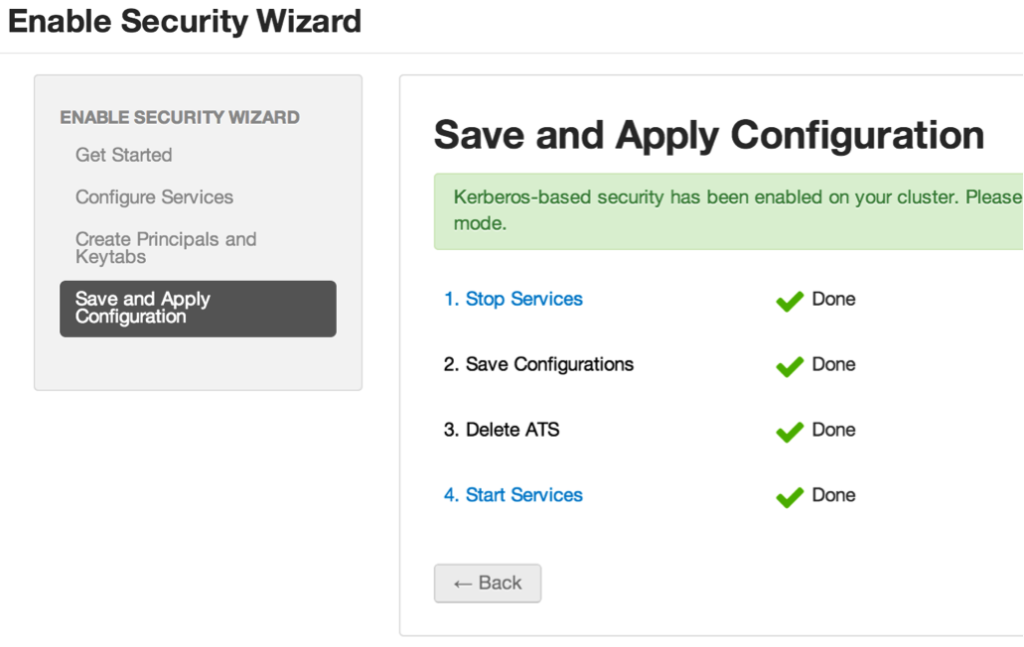 Enable Security Wizard
ENABLE SECURITY WIZARD
Get Started
Configure Services
Create Principals and
Keytabs
Save and Apply
Configuration
Save and Apply Configuration
Kerberos-based security has been enabled on your cluster. Please
mode.
1. Stop Services
Done
2. Save Configurations
Done
3. Delete ATS
Done
4. Start Services
Done
← Back